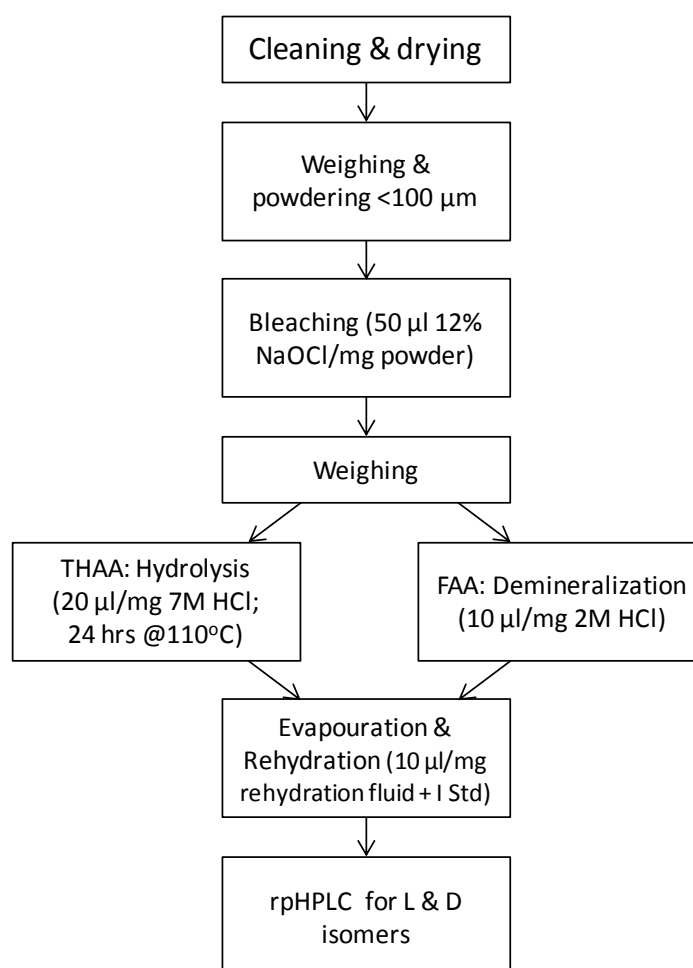 Cleaning & drying
Weighing &
powdering <100 µm
Bleaching (50 µl 12%
NaOCl/mg powder)
Weighing
THAA: Hydrolysis
(20 µl/mg 7M HCl;
24 hrs @110ºC)
FAA: Demineralization
(10 µl/mg 2M HCl)
Evapouration &
Rehydration (10 µl/mg
rehydration fluid + I Std)
rpHPLC for L & D
isomers